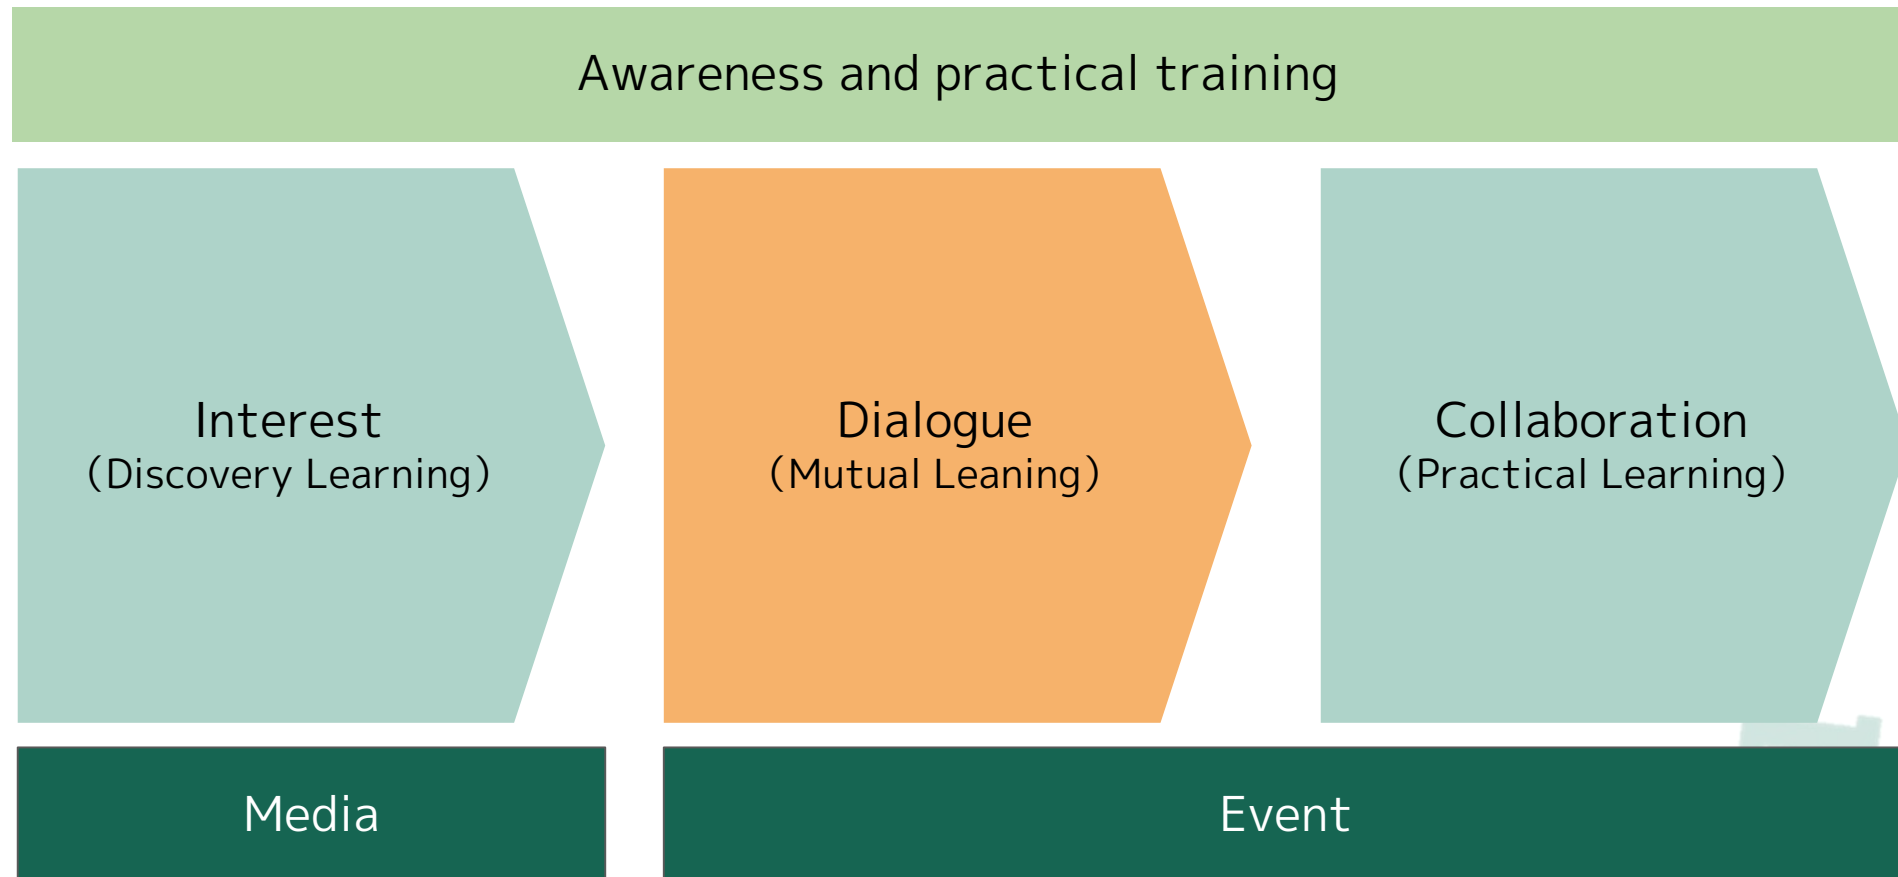 Awareness and practical training
Interest
(Discovery Learning)
Dialogue
(Mutual Leaning)
Collaboration
(Practical Learning)
Media
Event